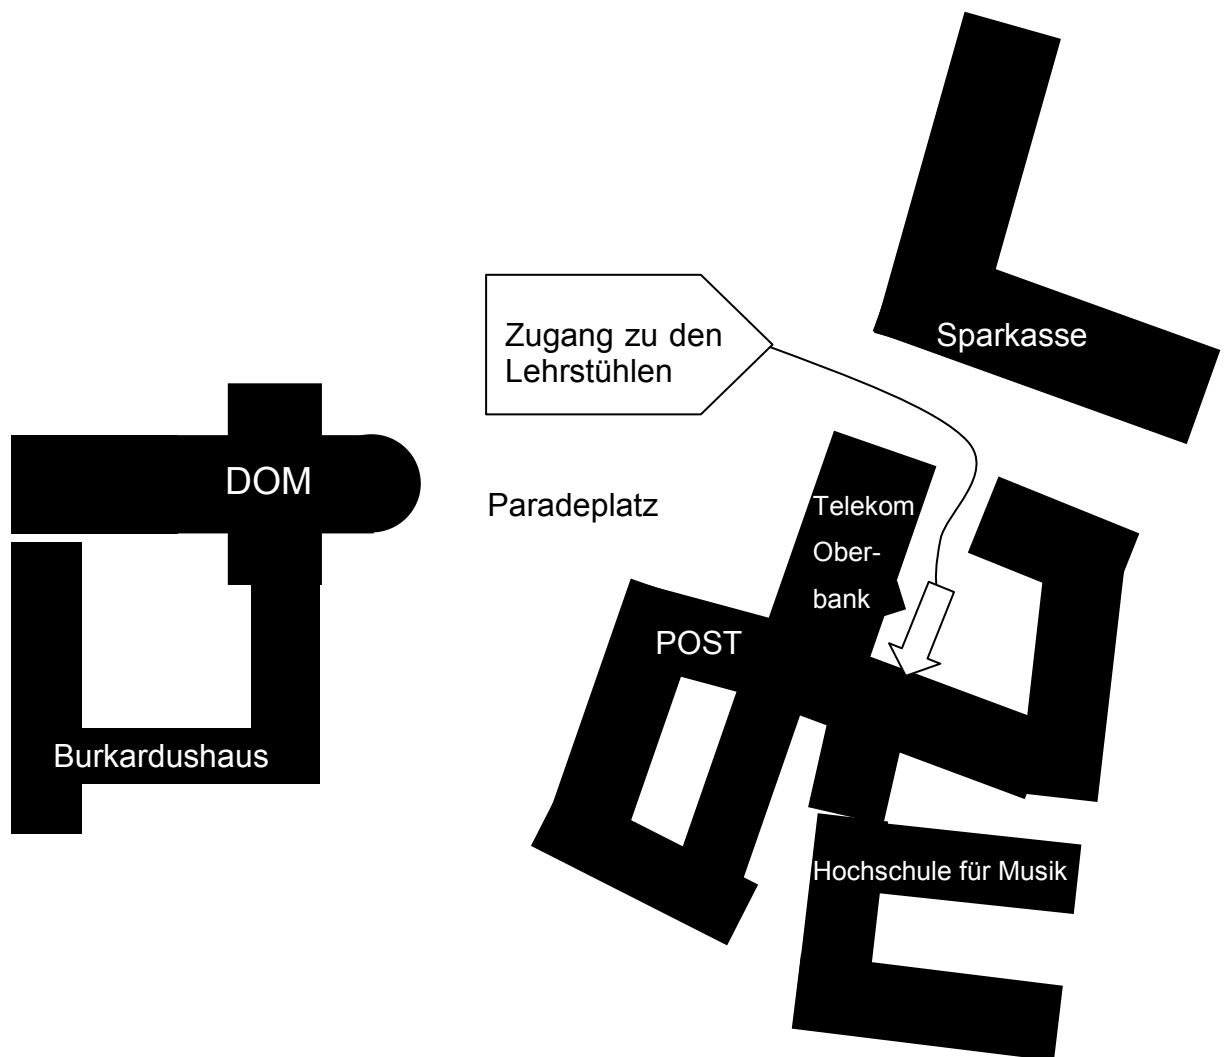 Sparkasse
Zugang zu den
Lehrstühlen
DOM
Paradeplatz
Telekom
Ober-
bank
POST
Burkardushaus
Hochschule für Musik